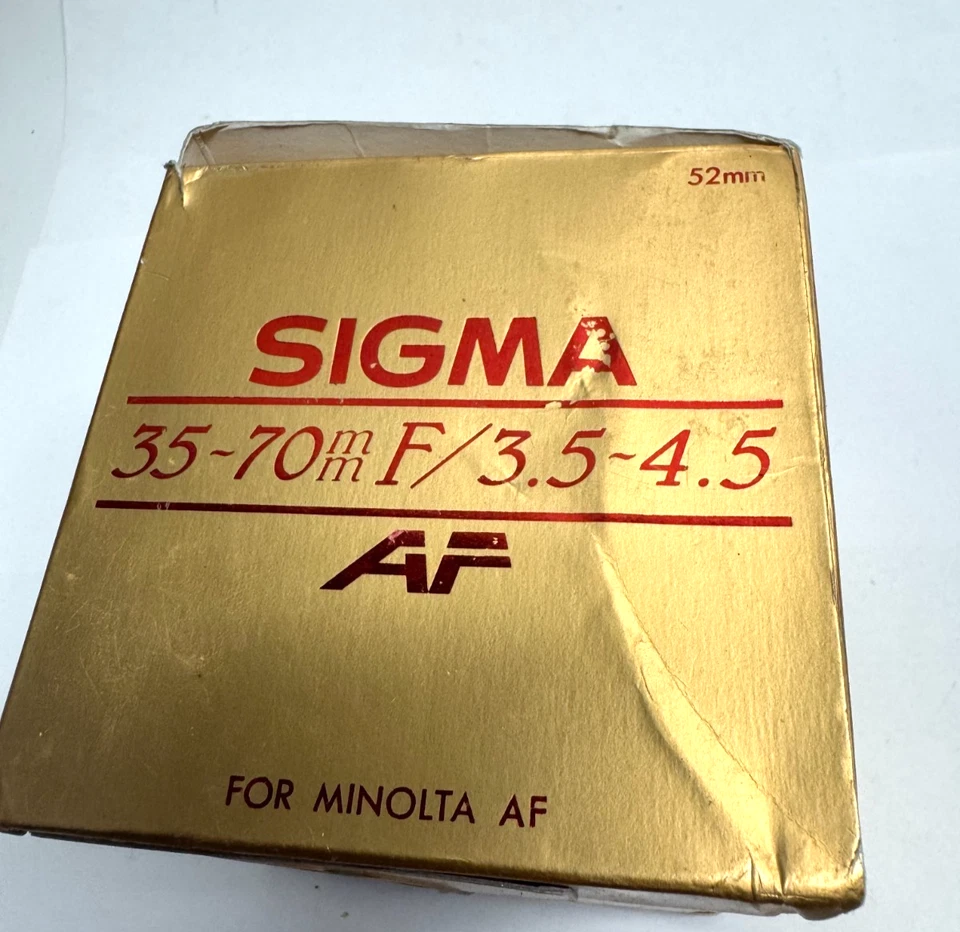 52mm
SIGMA
35~70mm F/3.5~4.5
AF
FOR MINOLTA AF